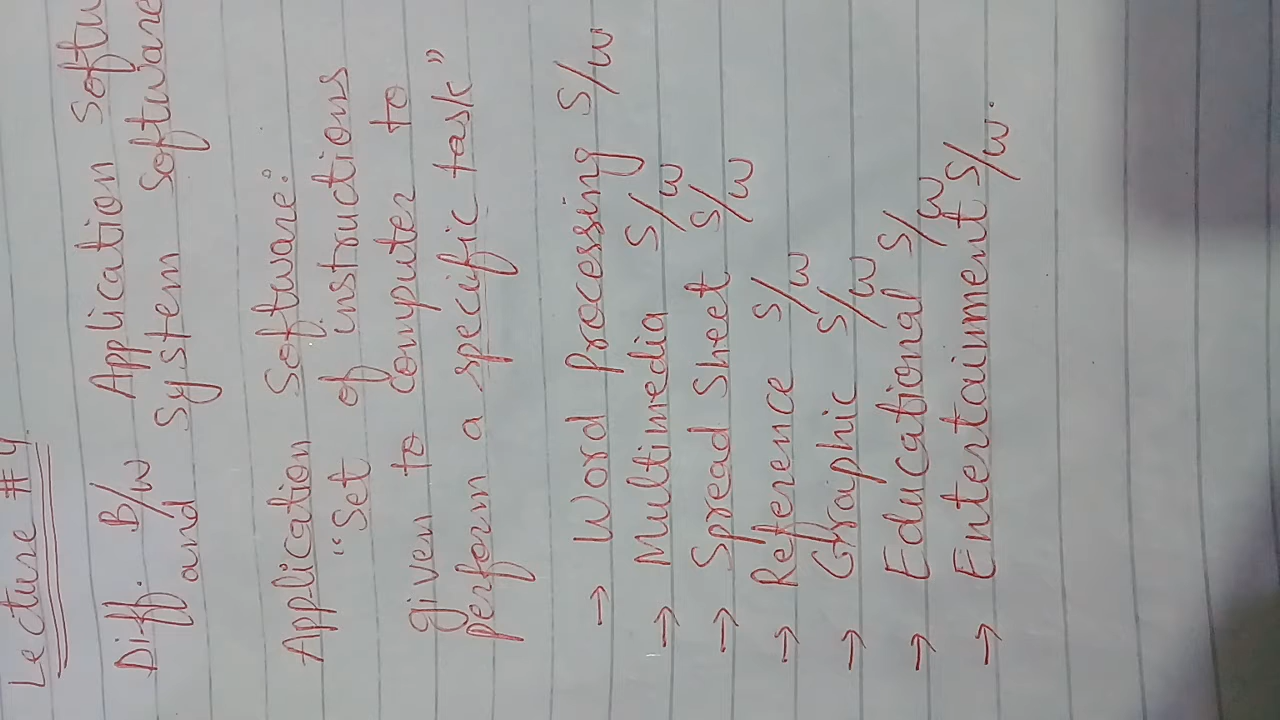 Lecture # 4
Diff. B/w Application Softw
and System Software
Application Software:
"Set of instructions
given to computer to
perform a specific task"
→ Word Processing S/w
→ Multimedia S/w
→ Spread Sheet S/w
→ Reference S/w
→ Graphic S/w
→ Educational S/w
→ Entertainment S/w.